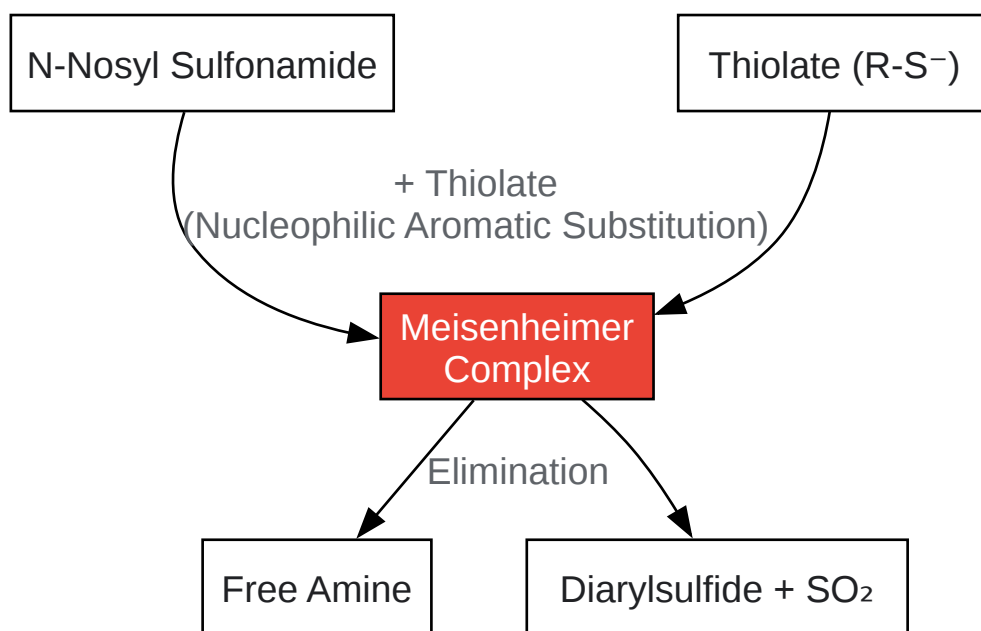 N-Nosyl Sulfonamide
Thiolate (R-S⁻)
+ Thiolate
(Nucleophilic Aromatic Substitution)
Meisenheimer
Complex
Elimination
Free Amine
Diarylsulfide + SO₂